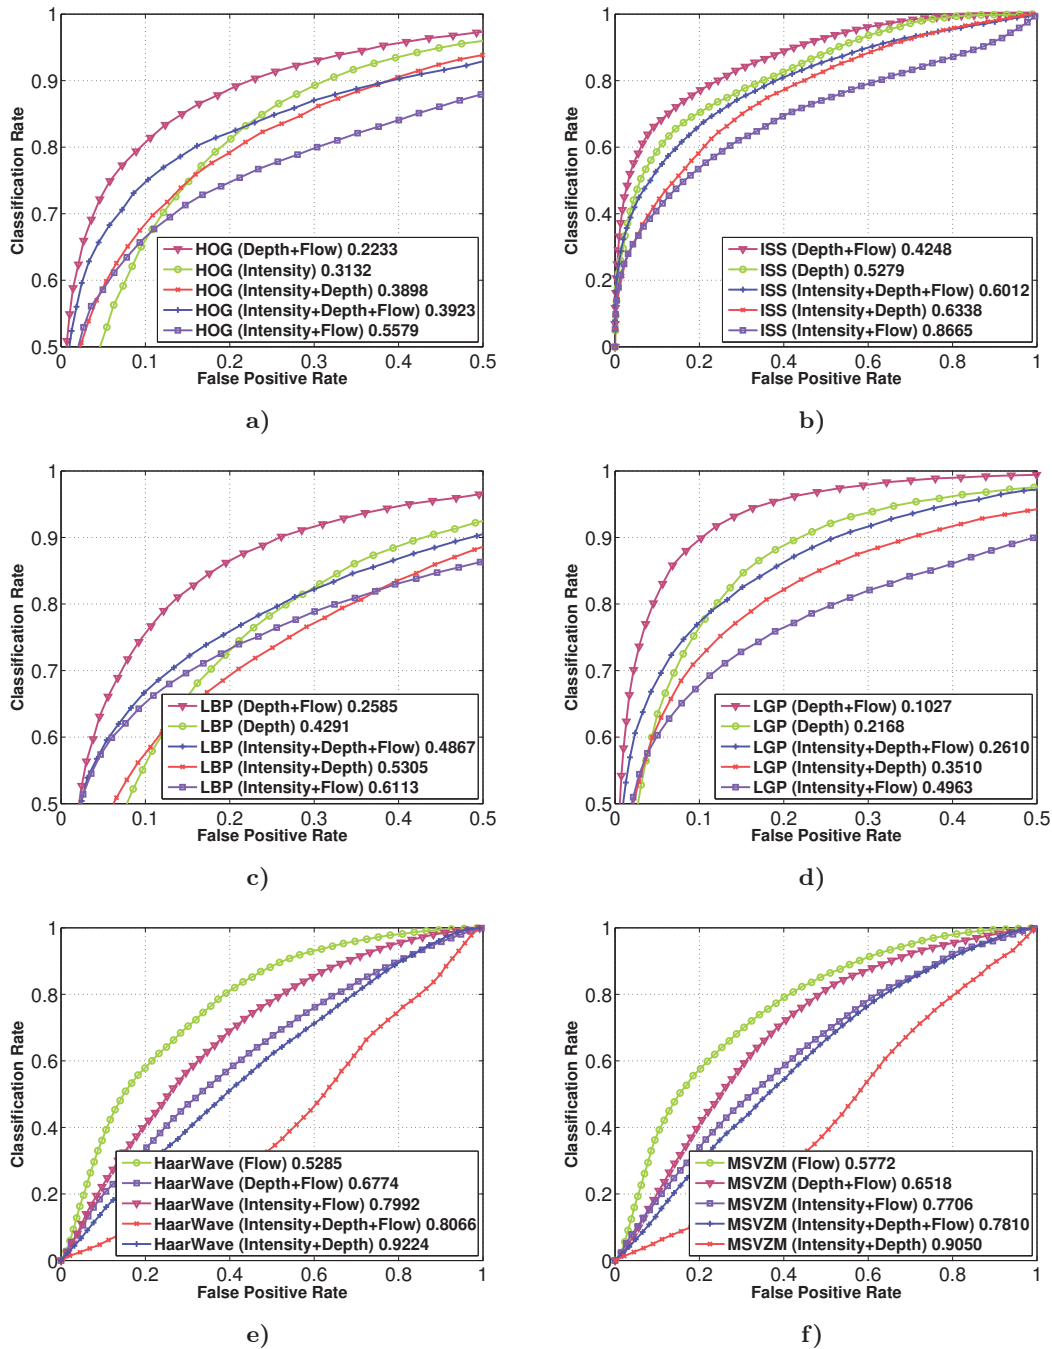 1
0.9
0.8
0.7
0.6
0.5
0 0.1 0.2 0.3 0.4 0.5
Classification Rate
False Positive Rate
HOG (Depth+Flow) 0.2233
HOG (Intensity) 0.3132
HOG (Intensity+Depth) 0.3898
HOG (Intensity+Depth+Flow) 0.3923
HOG (Intensity+Flow) 0.5579
a)
1
0.8
0.6
0.4
0.2
0
0 0.2 0.4 0.6 0.8 1
Classification Rate
False Positive Rate
ISS (Depth+Flow) 0.4248
ISS (Depth) 0.5279
ISS (Intensity+Depth+Flow) 0.6012
ISS (Intensity+Depth) 0.6338
ISS (Intensity+Flow) 0.8665
b)
1
0.9
0.8
0.7
0.6
0.5
0 0.1 0.2 0.3 0.4 0.5
Classification Rate
False Positive Rate
LBP (Depth+Flow) 0.2585
LBP (Depth) 0.4291
LBP (Intensity+Depth+Flow) 0.4867
LBP (Intensity+Depth) 0.5305
LBP (Intensity+Flow) 0.6113
c)
1
0.9
0.8
0.7
0.6
0.5
0 0.1 0.2 0.3 0.4 0.5
Classification Rate
False Positive Rate
LGP (Depth+Flow) 0.1027
LGP (Depth) 0.2168
LGP (Intensity+Depth+Flow) 0.2610
LGP (Intensity+Depth) 0.3510
LGP (Intensity+Flow) 0.4963
d)
1
0.8
0.6
0.4
0.2
0
0 0.2 0.4 0.6 0.8 1
Classification Rate
False Positive Rate
HaarWave (Flow) 0.5285
HaarWave (Depth+Flow) 0.6774
HaarWave (Intensity+Flow) 0.7992
HaarWave (Intensity+Depth+Flow) 0.8066
HaarWave (Intensity+Depth) 0.9224
e)
1
0.8
0.6
0.4
0.2
0
0 0.2 0.4 0.6 0.8 1
Classification Rate
False Positive Rate
MSVZM (Flow) 0.5772
MSVZM (Depth+Flow) 0.6518
MSVZM (Intensity+Flow) 0.7706
MSVZM (Intensity+Depth+Flow) 0.7810
MSVZM (Intensity+Depth) 0.9050
f)